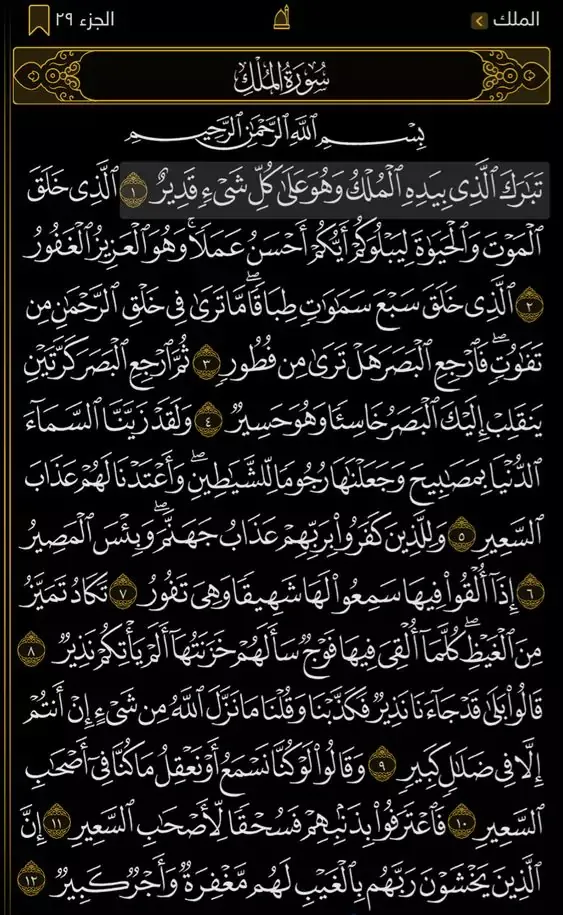 الملك
الجزء ٢٩
سُورَةُ المُلْكِ
بِسْمِ ٱللَّهِ ٱلرَّحْمَٰنِ ٱلرَّحِيمِ
تَبَٰرَكَ ٱلَّذِى بِيَدِهِ ٱلْمُلْكُ وَهُوَ عَلَىٰ كُلِّ شَىْءٍ قَدِيرٌ ١ ٱلَّذِى خَلَقَ
ٱلْمَوْتَ وَٱلْحَيَوٰةَ لِيَبْلُوَكُمْ أَيُّكُمْ أَحْسَنُ عَمَلًا ۚ وَهُوَ ٱلْعَزِيزُ ٱلْغَفُورُ
٢ ٱلَّذِى خَلَقَ سَبْعَ سَمَٰوَٰتٍ طِبَاقًا ۖ مَّا تَرَىٰ فِى خَلْقِ ٱلرَّحْمَٰنِ مِن
تَفَٰوُتٍ ۖ فَٱرْجِعِ ٱلْبَصَرَ هَلْ تَرَىٰ مِن فُطُورٍ ٣ ثُمَّ ٱرْجِعِ ٱلْبَصَرَ كَرَّتَيْنِ
يَنقَلِبْ إِلَيْكَ ٱلْبَصَرُ خَاسِئًا وَهُوَ حَسِيرٌ ٤ وَلَقَدْ زَيَّنَّا ٱلسَّمَآءَ
ٱلدُّنْيَا بِمَصَٰبِيحَ وَجَعَلْنَٰهَا رُجُومًا لِّلشَّيَٰطِينِ ۖ وَأَعْتَدْنَا لَهُمْ عَذَابَ
ٱلسَّعِيرِ ٥ وَلِلَّذِينَ كَفَرُوا۟ بِرَبِّهِمْ عَذَابُ جَهَنَّمَ ۖ وَبِئْسَ ٱلْمَصِيرُ
٦ إِذَآ أُلْقُوا۟ فِيهَا سَمِعُوا۟ لَهَا شَهِيقًا وَهِىَ تَفُورُ ٧ تَكَادُ تَمَيَّزُ
مِنَ ٱلْغَيْظِ ۖ كُلَّمَآ أُلْقِىَ فِيهَا فَوْجٌ سَأَلَهُمْ خَزَنَتُهَآ أَلَمْ يَأْتِكُمْ نَذِيرٌ ٨
قَالُوا۟ بَلَىٰ قَدْ جَآءَنَا نَذِيرٌ فَكَذَّبْنَا وَقُلْنَا مَا نَزَّلَ ٱللَّهُ مِن شَىْءٍ إِنْ أَنتُمْ
إِلَّا فِى ضَلَٰلٍ كَبِيرٍ ٩ وَقَالُوا۟ لَوْ كُنَّا نَسْمَعُ أَوْ نَعْقِلُ مَا كُنَّا فِىٓ أَصْحَٰبِ
ٱلسَّعِيرِ ١٠ فَٱعْتَرَفُوا۟ بِذَنۢبِهِمْ فَسُحْقًا لِّأَصْحَٰبِ ٱلسَّعِيرِ ١١ إِنَّ
ٱلَّذِينَ يَخْشَوْنَ رَبَّهُم بِٱلْغَيْبِ لَهُم مَّغْفِرَةٌ وَأَجْرٌ كَبِيرٌ ١٢